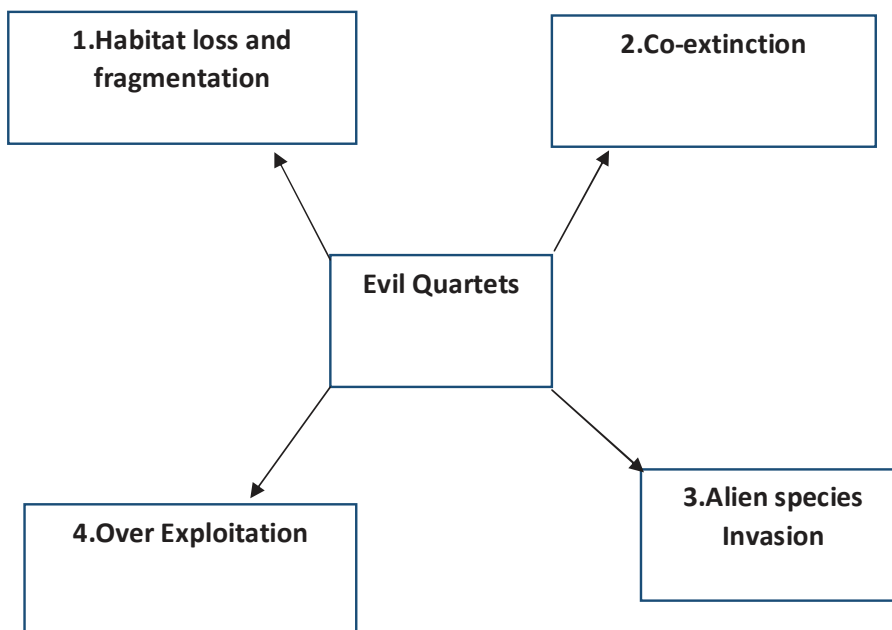 1.Habitat loss and
fragmentation
2.Co-extinction
Evil Quartets
4.Over Exploitation
3.Alien species
Invasion